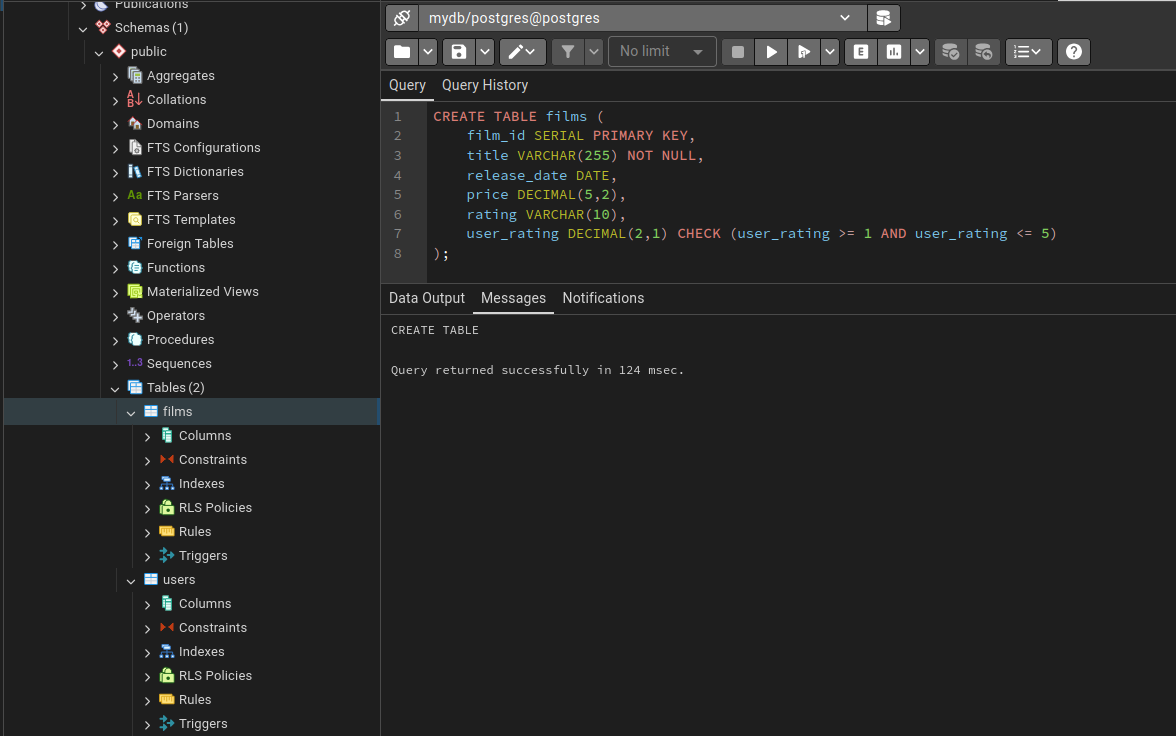 Publications
Schemas (1)
public
Aggregates
Collations
Domains
FTS Configurations
FTS Dictionaries
Aa FTS Parsers
FTS Templates
Foreign Tables
Functions
Materialized Views
Operators
Procedures
1..3 Sequences
Tables (2)
films
Columns
Constraints
Indexes
RLS Policies
Rules
Triggers
users
Columns
Constraints
Indexes
RLS Policies
Rules
Triggers
mydb/postgres@postgres
No limit
E
?
Query Query History
1 CREATE TABLE films (
2 film_id SERIAL PRIMARY KEY,
3 title VARCHAR(255) NOT NULL,
4 release_date DATE,
5 price DECIMAL(5,2),
6 rating VARCHAR(10),
7 user_rating DECIMAL(2,1) CHECK (user_rating >= 1 AND user_rating <= 5)
8 );
Data Output Messages Notifications
CREATE TABLE
Query returned successfully in 124 msec.